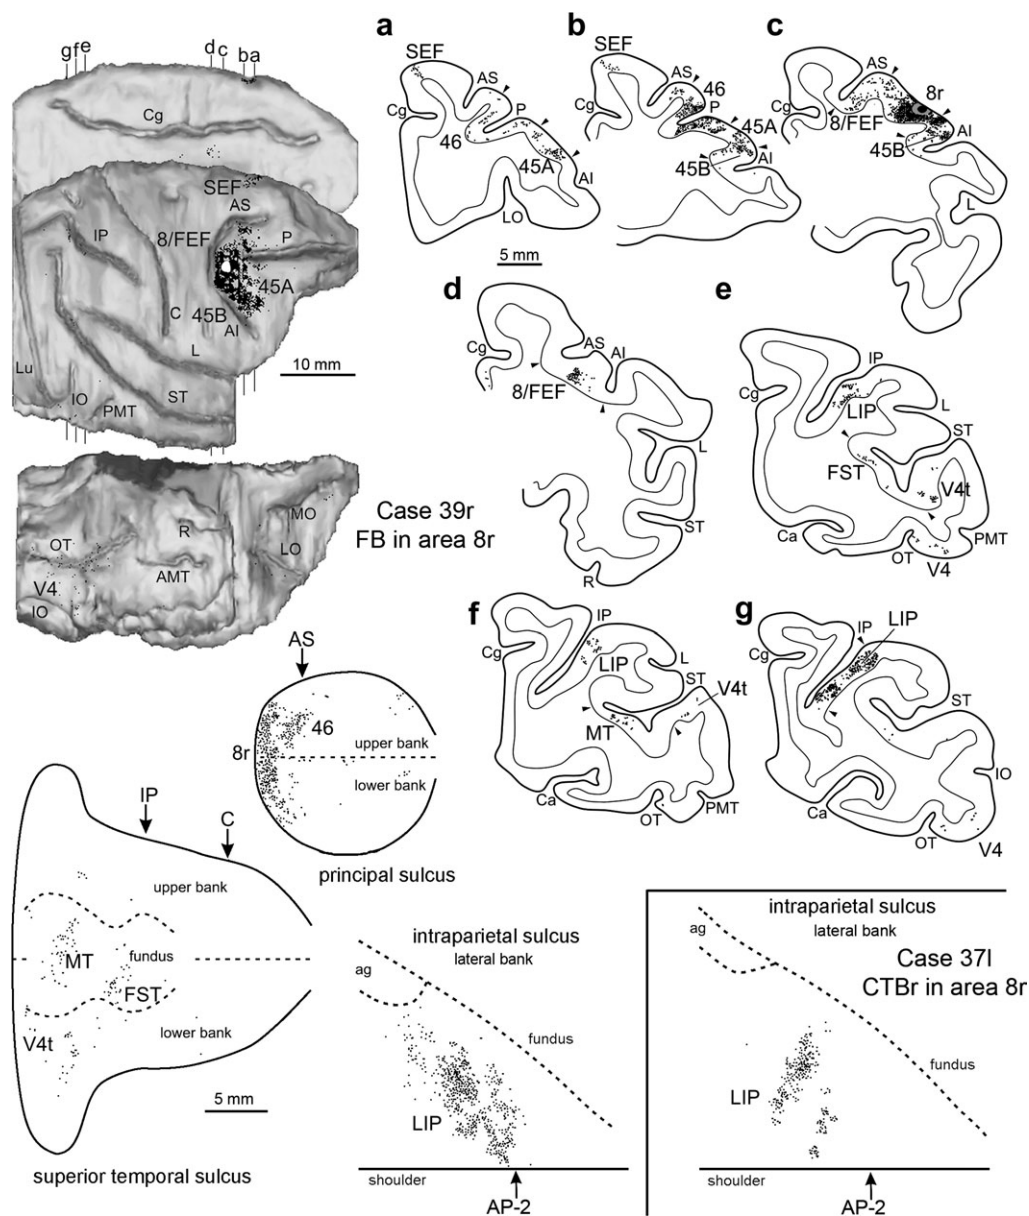 g f e
d c
b a
Cg
SEF
AS
IP
8/FEF
P
45A
C
45B
AI
L
10 mm
Lu
IO
PMT
ST
OT
R
MO
LO
V4
AMT
IO
Case 39r
FB in area 8r
a
SEF
AS
Cg
P
46
45A
AI
LO
b
SEF
AS
46
Cg
P
45A
45B
AI
5 mm
c
AS
8r
Cg
8/FEF
45B
AI
L
d
Cg
AS
AI
8/FEF
L
ST
R
e
IP
Cg
LIP
L
ST
FST
V4t
Ca
OT
PMT
V4
f
IP
Cg
LIP
L
ST
V4t
MT
Ca
OT
PMT
g
IP
LIP
Cg
ST
IO
Ca
OT
V4
AS
46
8r
upper bank
lower bank
principal sulcus
IP
C
upper bank
MT
fundus
FST
V4t
lower bank
5 mm
superior temporal sulcus
intraparietal sulcus
lateral bank
ag
fundus
LIP
shoulder
AP-2
intraparietal sulcus
lateral bank
ag
Case 37l
CTBr in area 8r
fundus
LIP
shoulder
AP-2